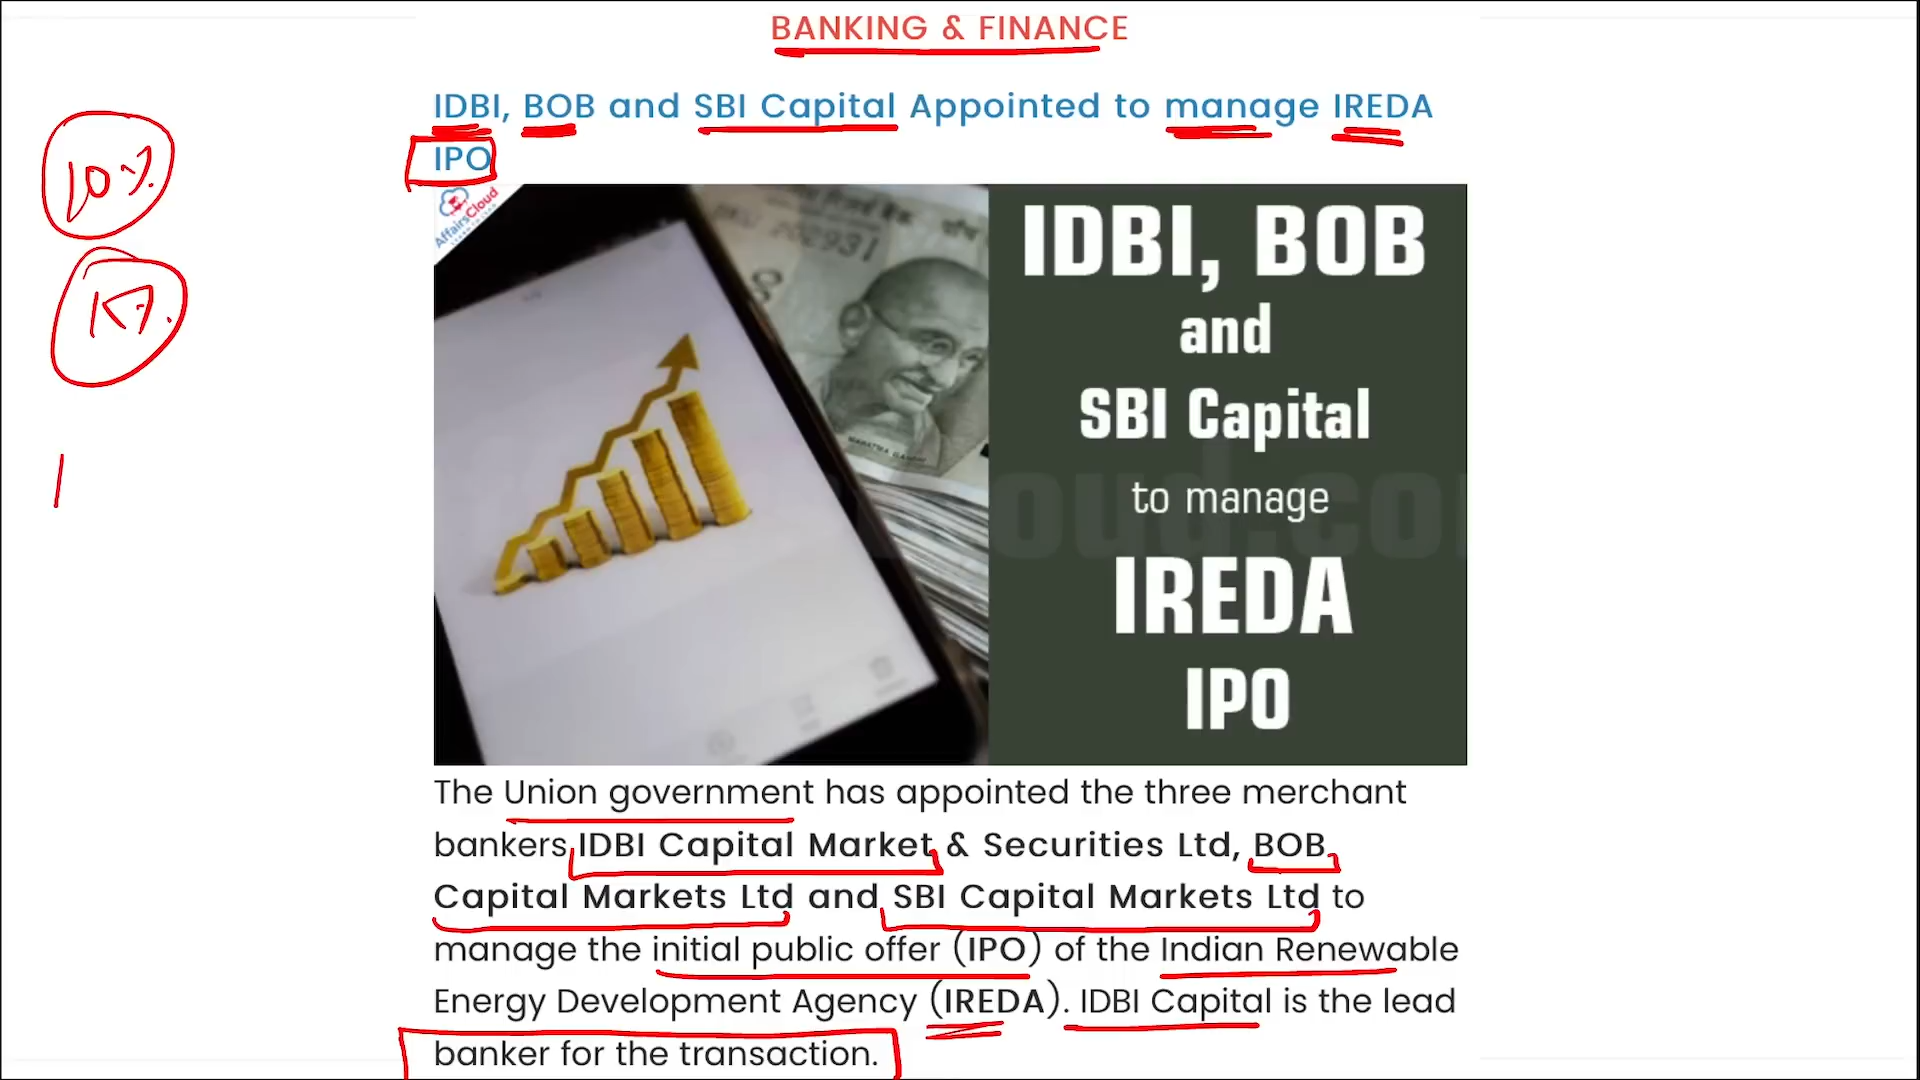 BANKING & FINANCE
IDBI, BOB and SBI Capital Appointed to manage IREDA
IPO
10%
AffairsCloud
IDBI, BOB
and
SBI Capital
to manage
IREDA
IPO
The Union government has appointed the three merchant
bankers IDBI Capital Market & Securities Ltd, BOB
Capital Markets Ltd and SBI Capital Markets Ltd to
manage the initial public offer (IPO) of the Indian Renewable
Energy Development Agency (IREDA). IDBI Capital is the lead
banker for the transaction.